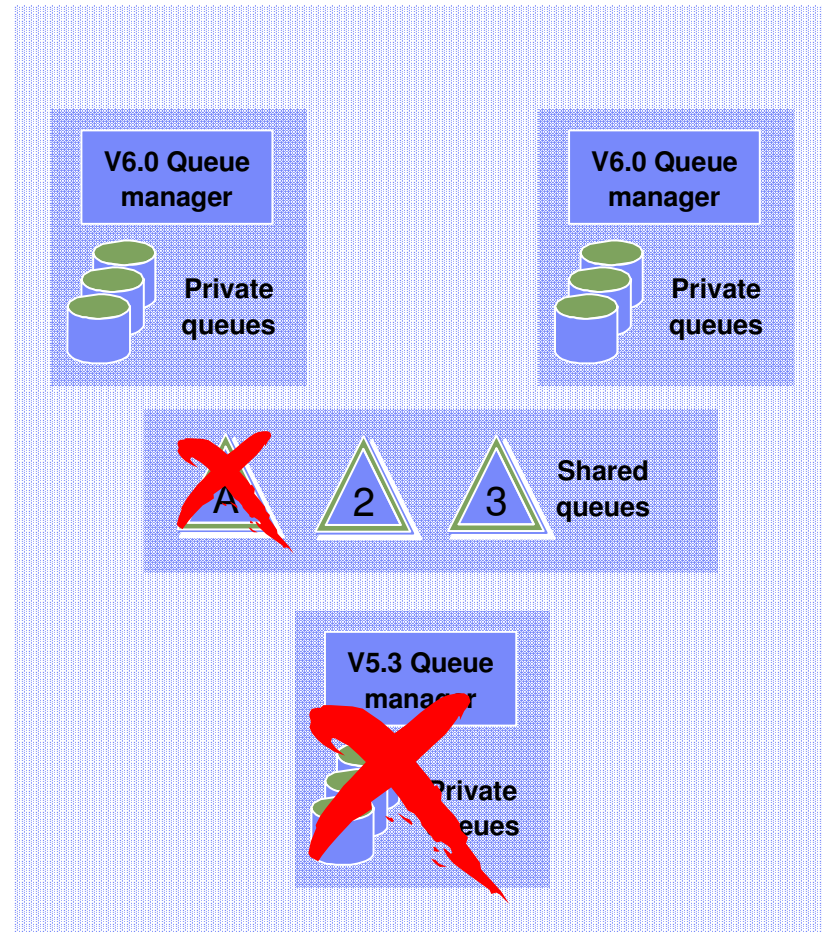 V6.0 Queue
manager
Private
queues
V6.0 Queue
manager
Private
queues
A
2
3
Shared
queues
V5.3 Queue
manager
Private